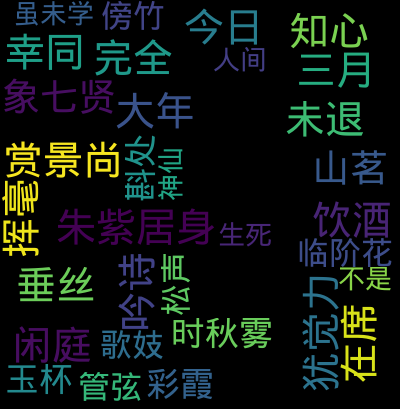 虽未学
傍竹
今日
知心
幸同
完全
人间
三月
象七贤
大年
未退
赏景尚
斟处
神仙
山茗
挥毫
朱紫居身
生死
饮酒
临阶花
垂丝
吟诗
松声
不是
犹觉力
在席
时秋雾
闲庭
歌妓
玉杯
管弦
彩霞